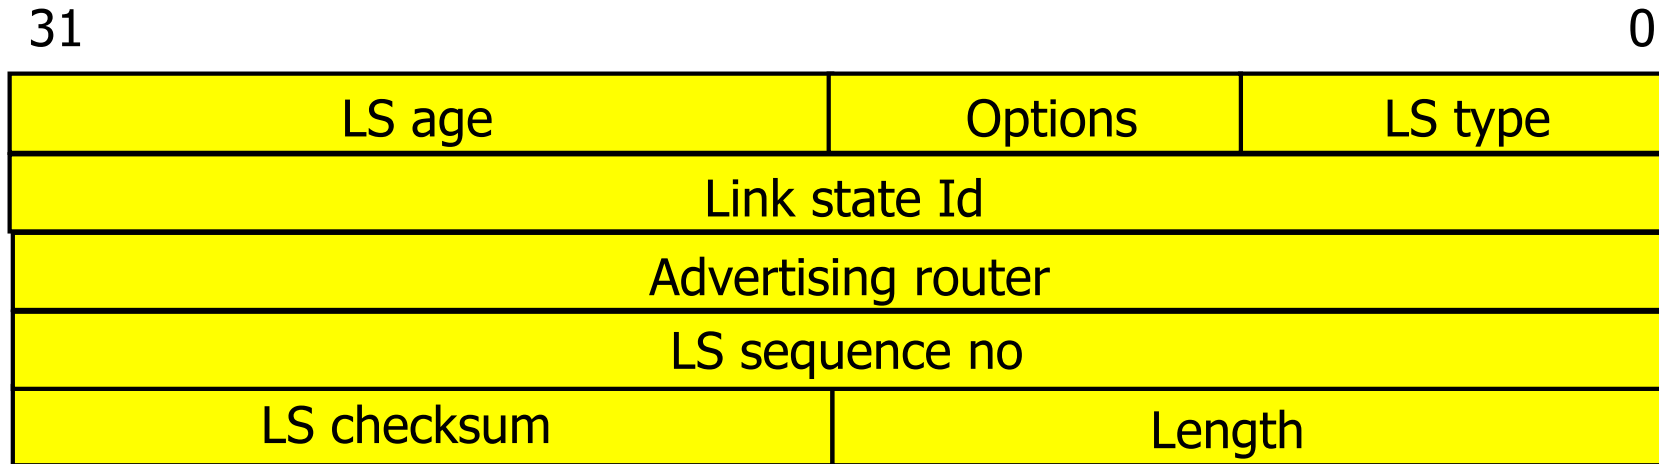 31 0
LS age Options LS type
Link state Id
Advertising router
LS sequence no
LS checksum Length